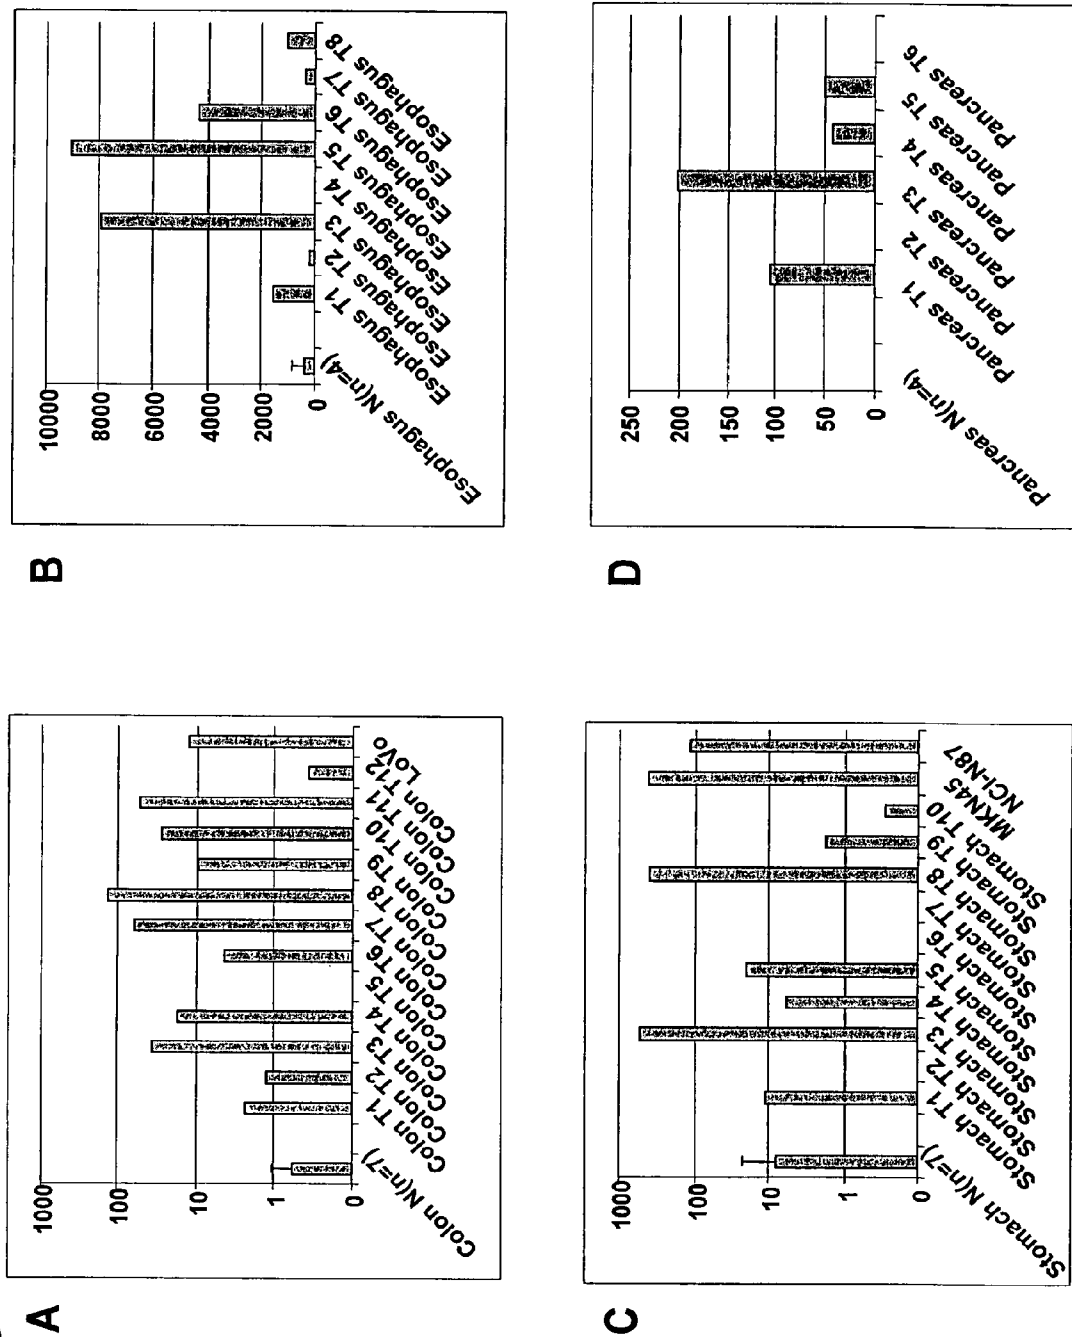 A
1000
100
10
1
0
Colon N(n=7)
Colon T1
Colon T2
Colon T3
Colon T4
Colon T5
Colon T6
Colon T7
Colon T8
Colon T9
Colon T10
Colon T11
Colon T12
LoVo
B
10000
8000
6000
4000
2000
0
Esophagus N(n=4)
Esophagus T1
Esophagus T2
Esophagus T3
Esophagus T4
Esophagus T5
Esophagus T6
Esophagus T7
Esophagus T8
C
1000
100
10
1
0
Stomach N(n=7)
Stomach T1
Stomach T2
Stomach T3
Stomach T4
Stomach T5
Stomach T6
Stomach T7
Stomach T8
Stomach T9
Stomach T10
MKN45
NCI-N87
D
250
200
150
100
50
0
Pancreas N(n=4)
Pancreas T1
Pancreas T2
Pancreas T3
Pancreas T4
Pancreas T5
Pancreas T6